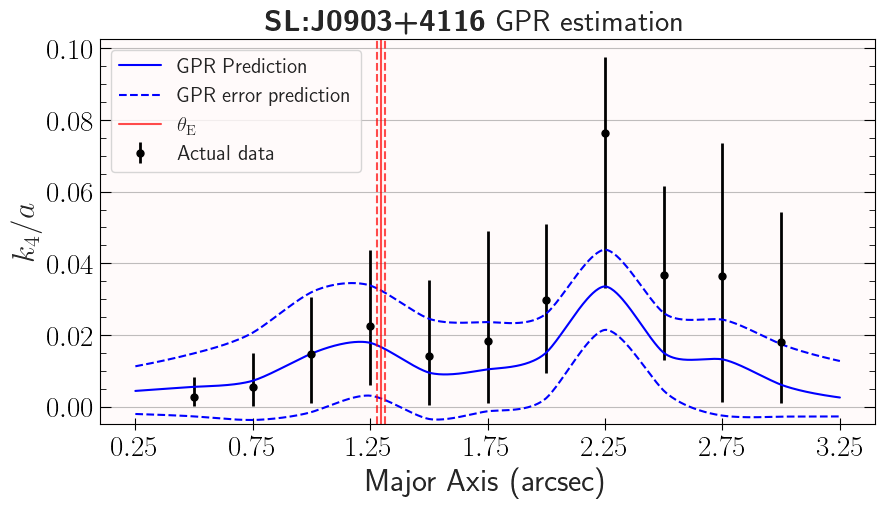 SL:J0903+4116 GPR estimation
GPR Prediction
GPR error prediction
θ_E
Actual data
k_4/a
0.10
0.08
0.06
0.04
0.02
0.00
0.25 0.75 1.25 1.75 2.25 2.75 3.25
Major Axis (arcsec)